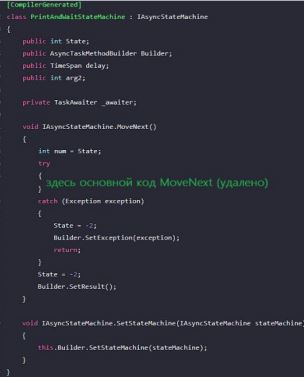 [CompilerGenerated]
class PrintAndWaitStateMachine : IAsyncStateMachine
{
public int State;
public AsyncTaskMethodBuilder Builder;
public TimeSpan delay;
public int arg2;
private TaskAwaiter _awaiter;
void IAsyncStateMachine.MoveNext()
{
int num = State;
try
{
здесь основной код MoveNext (удалено)
}
catch (Exception exception)
{
State = -2;
Builder.SetException(exception);
return;
}
State = -2;
Builder.SetResult();
}
void IAsyncStateMachine.SetStateMachine(IAsyncStateMachine stateMachine)
{
this.Builder.SetStateMachine(stateMachine);
}
}